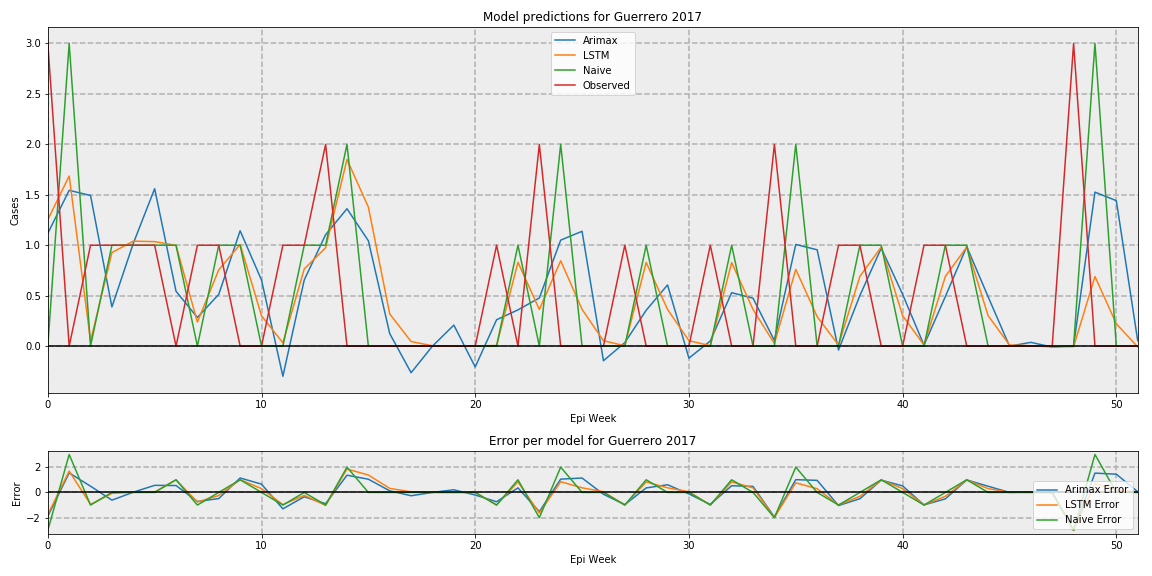 Model predictions for Guerrero 2017
Arimax
LSTM
Naive
Observed
3.0
2.5
2.0
1.5
1.0
0.5
0.0
Cases
0 10 20 30 40 50
Epi Week
Error per model for Guerrero 2017
2
0
−2
Error
Arimax Error
LSTM Error
Naive Error
0 10 20 30 40 50
Epi Week